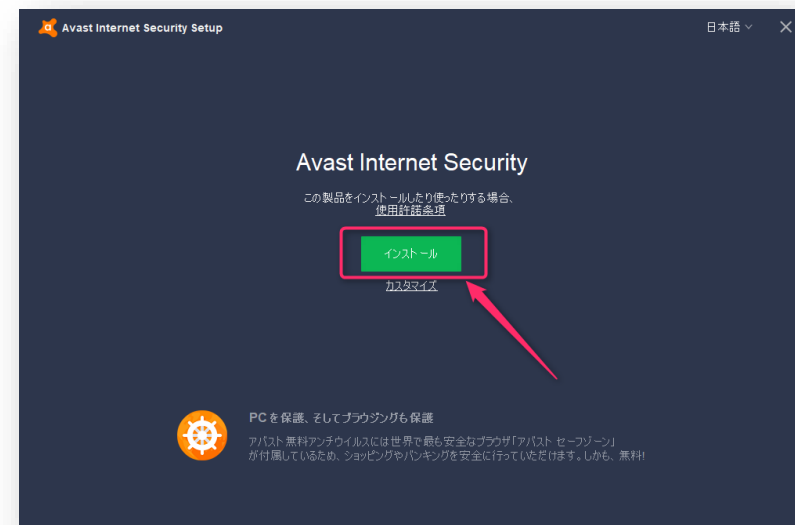 Avast Internet Security Setup
日本語
Avast Internet Security
この製品をインストールしたり使ったりする場合、
使用許諾条項
インストール
カスタマイズ
PCを保護、そしてブラウジングも保護
アバスト 無料アンチウイルスには世界で最も安全なブラウザ「アバスト セーフゾーン」
が付属しているため、ショッピングやバンキングを安全に行っていただけます。しかも、無料!